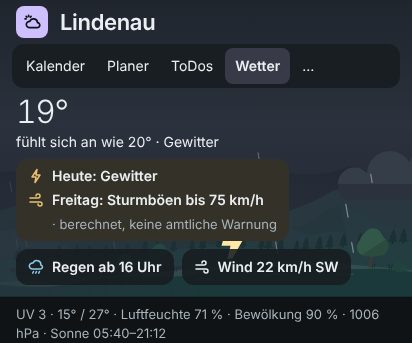 Lindenau
Kalender Planer ToDos Wetter ...
19°
fühlt sich an wie 20° · Gewitter
Heute: Gewitter
Freitag: Sturmböen bis 75 km/h
· berechnet, keine amtliche Warnung
Regen ab 16 Uhr Wind 22 km/h SW
UV 3 · 15° / 27° · Luftfeuchte 71 % · Bewölkung 90 % · 1006
hPa · Sonne 05:40–21:12